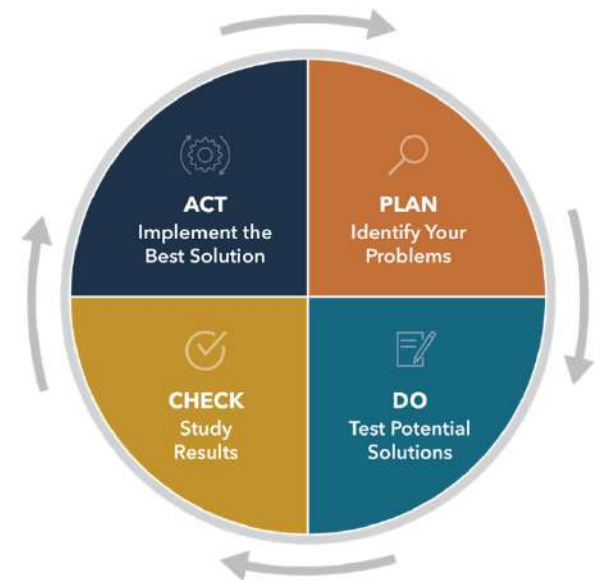 ACT
Implement the
Best Solution
PLAN
Identify Your
Problems
CHECK
Study
Results
DO
Test Potential
Solutions